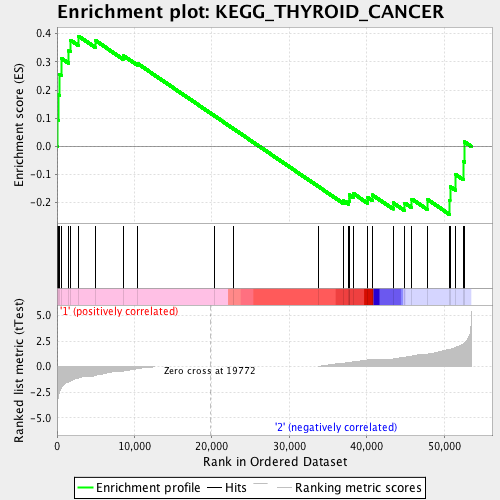 Enrichment plot: KEGG_THYROID_CANCER
Enrichment score (ES)
0.4
0.3
0.2
0.1
0.0
-0.1
-0.2
'1' (positively correlated)
Ranked list metric (tTest)
5.0
2.5
0.0
-2.5
-5.0
Zero cross at 19772
'2' (negatively correlated)
0 10,000 20,000 30,000 40,000 50,000
Rank in Ordered Dataset
Enrichment profile Hits Ranking metric scores